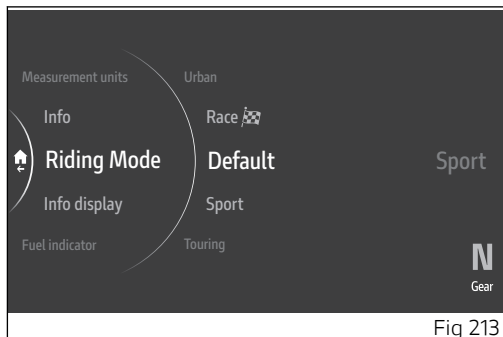 Measurement units
Info
Riding Mode
Info display
Fuel indicator
Urban
Race
Default
Sport
Touring
Sport
N
Gear
Fig 213